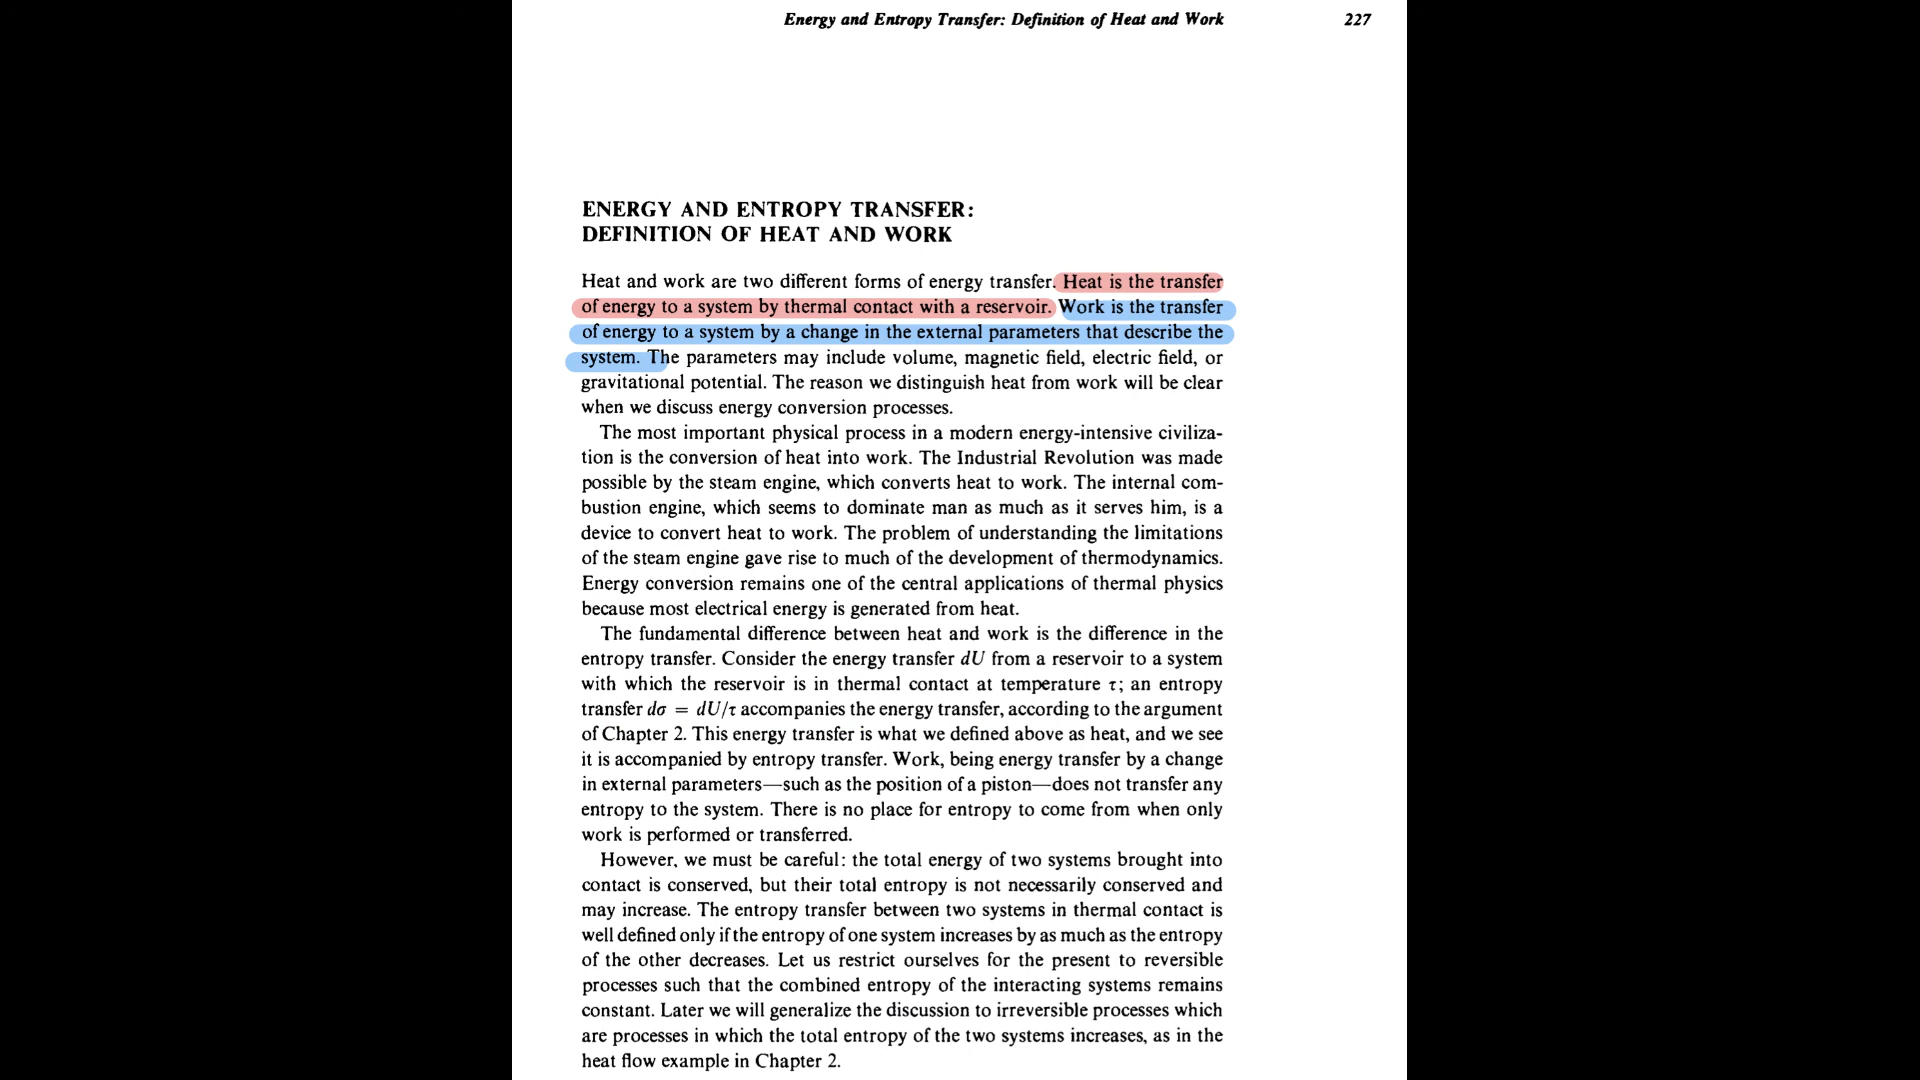 Energy and Entropy Transfer: Definition of Heat and Work 227
ENERGY AND ENTROPY TRANSFER:
DEFINITION OF HEAT AND WORK
Heat and work are two different forms of energy transfer. Heat is the transfer
of energy to a system by thermal contact with a reservoir. Work is the transfer
of energy to a system by a change in the external parameters that describe the
system. The parameters may include volume, magnetic field, electric field, or
gravitational potential. The reason we distinguish heat from work will be clear
when we discuss energy conversion processes.
The most important physical process in a modern energy-intensive civiliza-
tion is the conversion of heat into work. The Industrial Revolution was made
possible by the steam engine, which converts heat to work. The internal com-
bustion engine, which seems to dominate man as much as it serves him, is a
device to convert heat to work. The problem of understanding the limitations
of the steam engine gave rise to much of the development of thermodynamics.
Energy conversion remains one of the central applications of thermal physics
because most electrical energy is generated from heat.
The fundamental difference between heat and work is the difference in the
entropy transfer. Consider the energy transfer dU from a reservoir to a system
with which the reservoir is in thermal contact at temperature τ; an entropy
transfer dσ = dU/τ accompanies the energy transfer, according to the argument
of Chapter 2. This energy transfer is what we defined above as heat, and we see
it is accompanied by entropy transfer. Work, being energy transfer by a change
in external parameters—such as the position of a piston—does not transfer any
entropy to the system. There is no place for entropy to come from when only
work is performed or transferred.
However, we must be careful: the total energy of two systems brought into
contact is conserved, but their total entropy is not necessarily conserved and
may increase. The entropy transfer between two systems in thermal contact is
well defined only if the entropy of one system increases by as much as the entropy
of the other decreases. Let us restrict ourselves for the present to reversible
processes such that the combined entropy of the interacting systems remains
constant. Later we will generalize the discussion to irreversible processes which
are processes in which the total entropy of the two systems increases, as in the
heat flow example in Chapter 2.